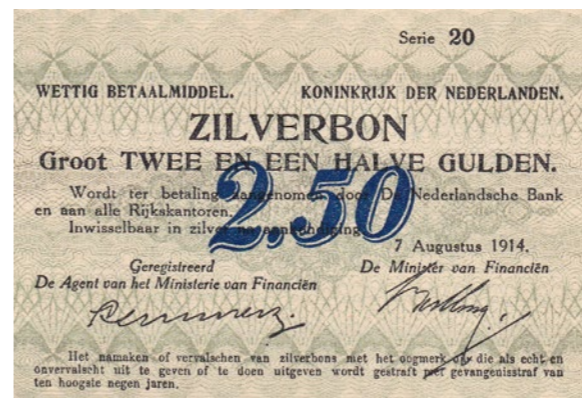 Serie 20
WETTIG BETAALMIDDEL. KONINKRIJK DER NEDERLANDEN.
ZILVERBON
Groot TWEE EN EEN HALVE GULDEN.
2.50
Wordt ter betaling aangenomen door De Nederlandsche Bank
en aan alle Rijkskantoren.
Inwisselbaar in zilver na aankondiging
7 Augustus 1914.
Geregistreerd De Minister van Financiën
De Agent van het Ministerie van Financiën
Het namaken of vervalschen van zilverbons met het oogmerk om die als echt en
onvervalscht uit te geven of te doen uitgeven wordt gestraft met gevangenisstraf van
ten hoogste negen jaren.